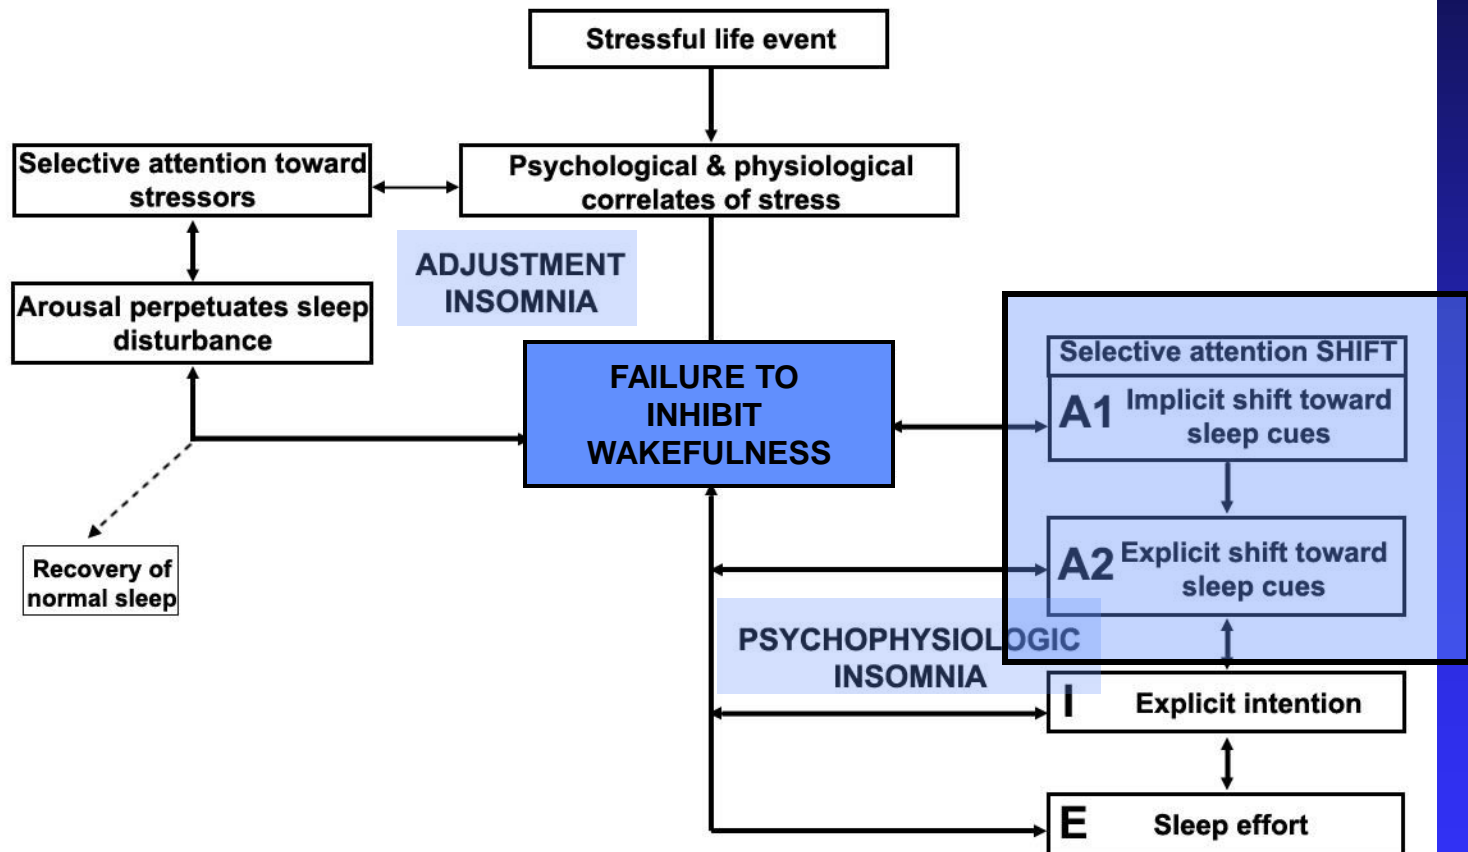 Stressful life event
Selective attention toward
stressors
Psychological & physiological
correlates of stress
ADJUSTMENT
INSOMNIA
Arousal perpetuates sleep
disturbance
FAILURE TO
INHIBIT
WAKEFULNESS
Selective attention SHIFT
A1 Implicit shift toward
sleep cues
A2 Explicit shift toward
sleep cues
Recovery of
normal sleep
PSYCHOPHYSIOLOGIC
INSOMNIA
I Explicit intention
E Sleep effort